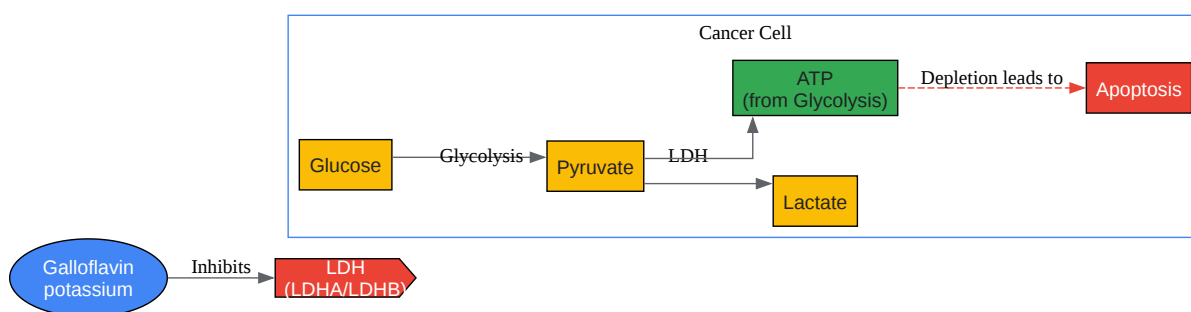 Cancer Cell
ATP
(from Glycolysis)
Depletion leads to
Apoptosis
Glucose
Glycolysis
Pyruvate
LDH
Lactate
Galloflavin
potassium
Inhibits
LDH
(LDHA/LDHB)